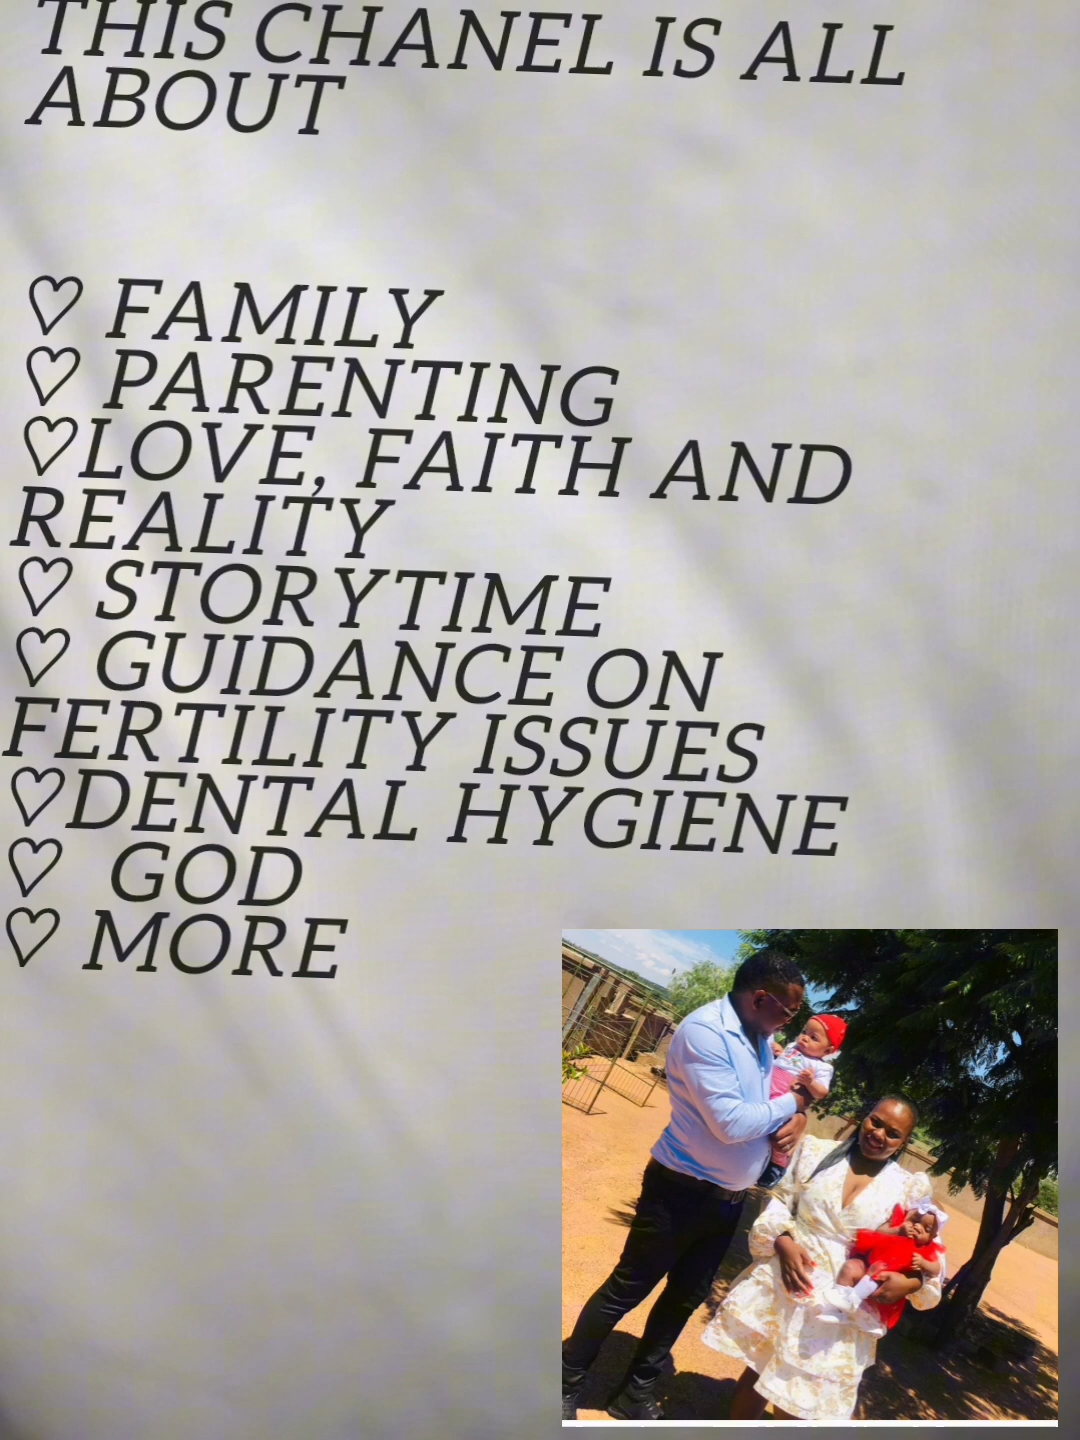 THIS CHANEL IS ALL
ABOUT
♡ FAMILY
♡ PARENTING
♡LOVE, FAITH AND
REALITY
♡ STORYTIME
♡ GUIDANCE ON
FERTILITY ISSUES
♡DENTAL HYGIENE
♡ GOD
♡ MORE